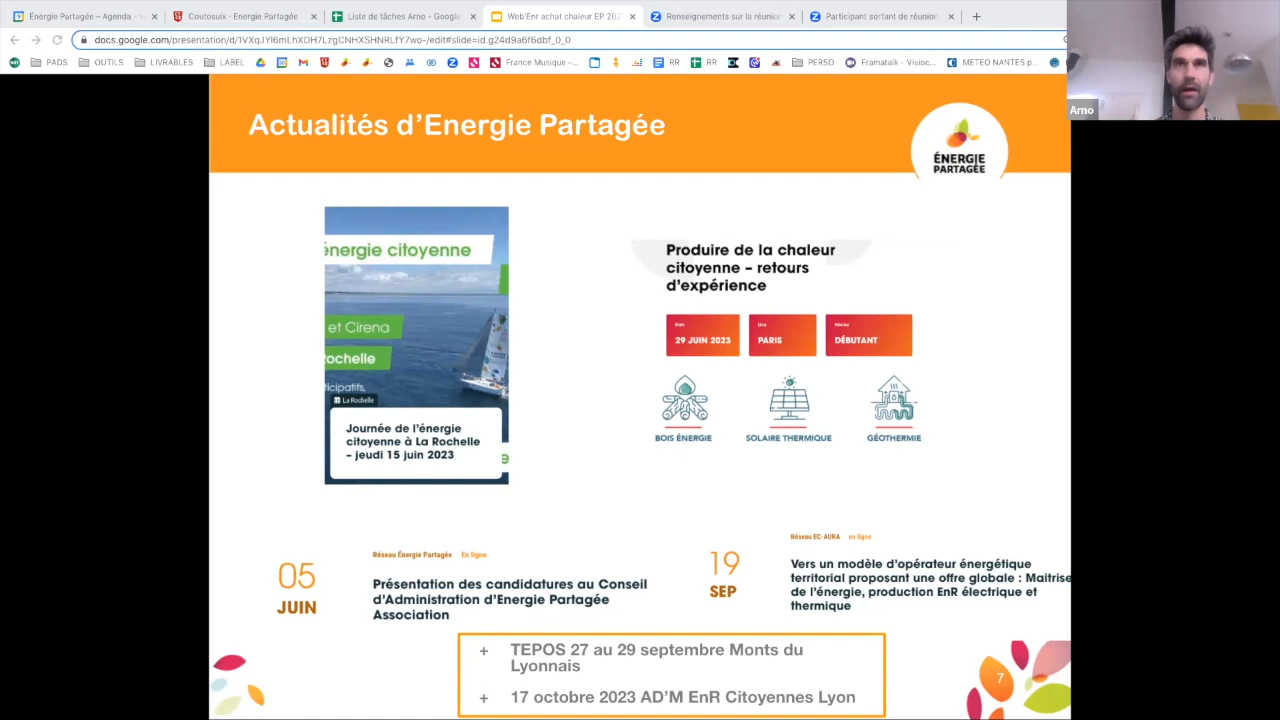 Énergie Partagée – Agenda -
Coutosuix - Énergie Partagée
Liste de tâches Arno - Google
Web'Enr achat chaleur EP 202
Renseignements sur la réunion
Participant sortant de réunion
docs.google.com/presentation/d/1VXqJYl6mLhXDH7LzgCNHXSHNRLfY7wo-/edit#slide=id.g24d9a6f6dbf_0_0
PADS
OUTILS
LIVRABLES
LABEL
France Musique –...
RR
RR
PERSO
Framatalk – Visioc...
METEO NANTES p...
Arno
Actualités d'Energie Partagée
ÉNERGIE
PARTAGÉE
énergie citoyenne
et Cirena
Rochelle
ticipatifs,
La Rochelle
Journée de l'énergie
citoyenne à La Rochelle
– jeudi 15 juin 2023
e
Produire de la chaleur
citoyenne – retours
d'expérience
Date
29 JUIN 2023
Lieu
PARIS
Niveau
DÉBUTANT
BOIS ÉNERGIE
SOLAIRE THERMIQUE
GÉOTHERMIE
05
JUIN
Réseau Énergie Partagée En ligne
Présentation des candidatures au Conseil
d'Administration d'Energie Partagée
Association
19
SEP
Réseau EC-AURA en ligne
Vers un modèle d'opérateur énergétique
territorial proposant une offre globale : Maitrise
de l'énergie, production EnR électrique et
thermique
+ TEPOS 27 au 29 septembre Monts du
Lyonnais
+ 17 octobre 2023 AD'M EnR Citoyennes Lyon
7